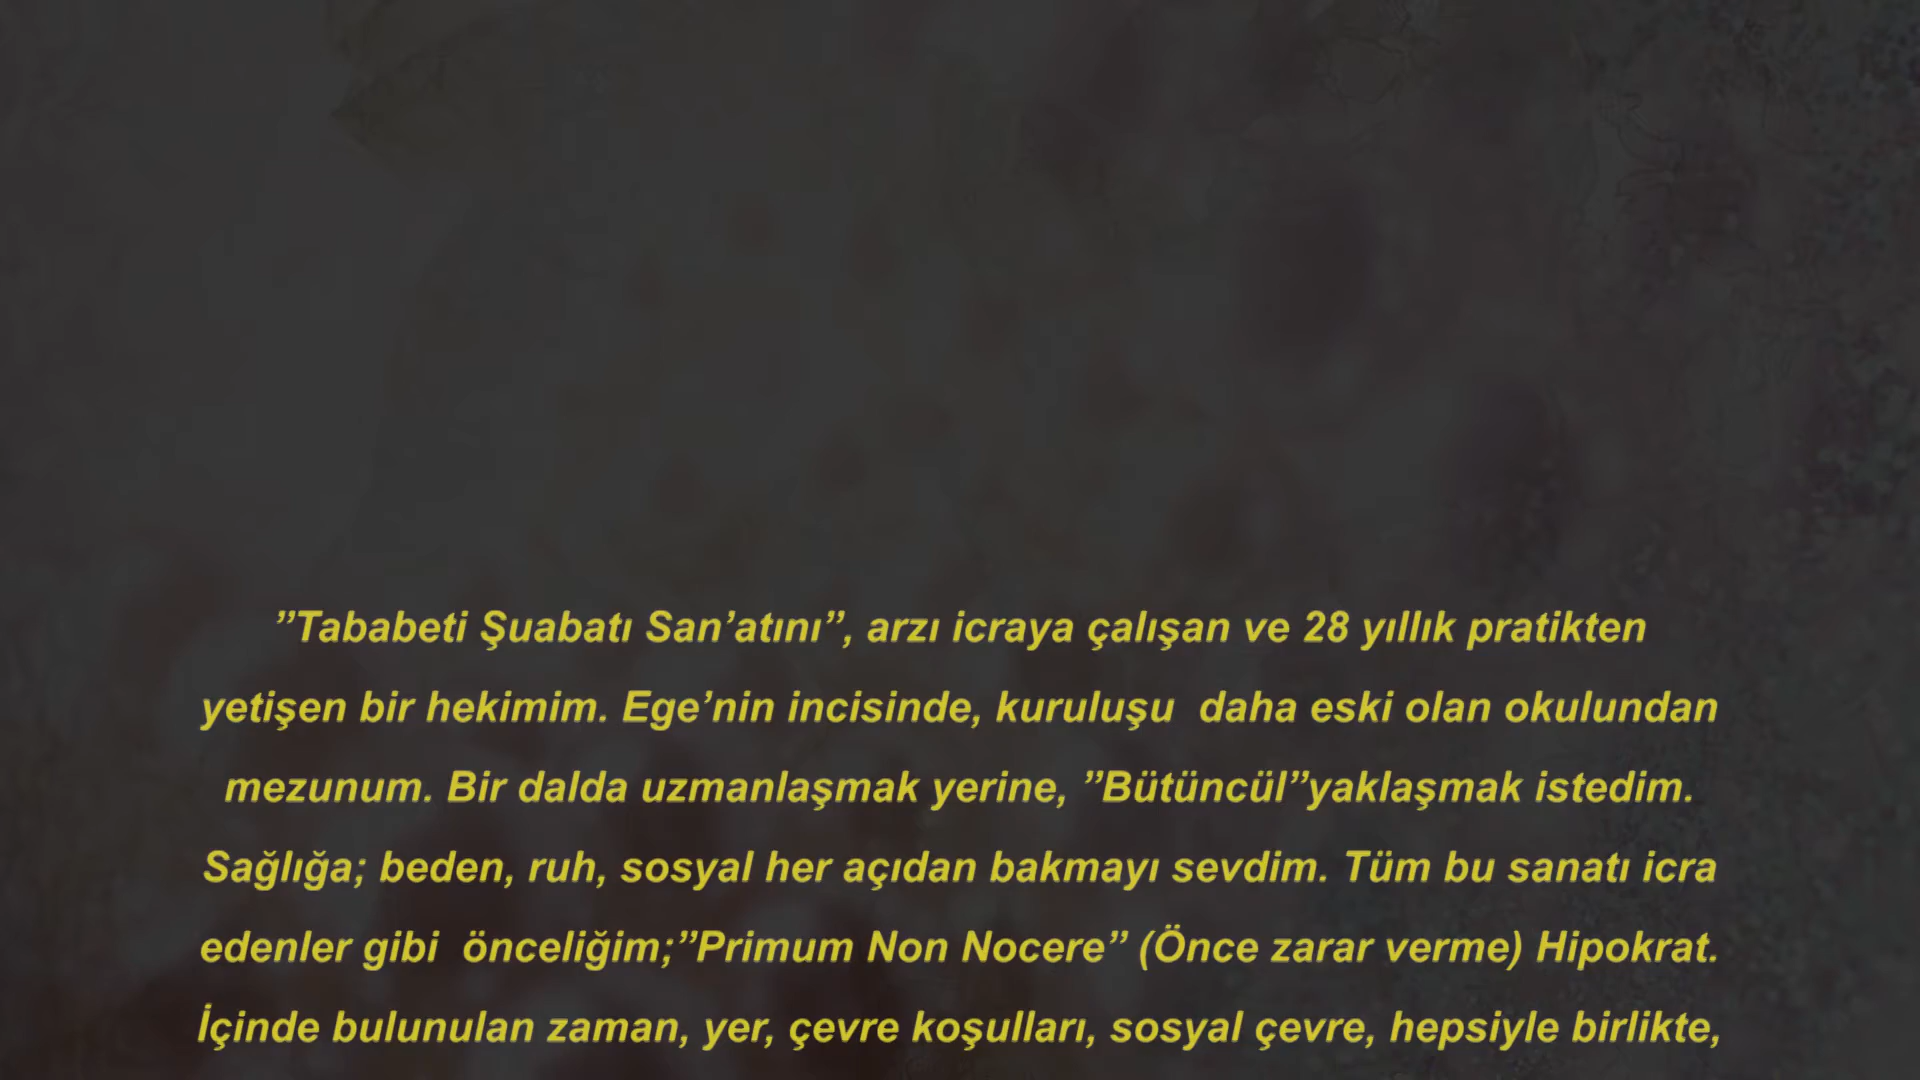 ”Tababeti Şuabatı San’atını”, arzı icraya çalışan ve 28 yıllık pratikten
yetişen bir hekimim. Ege’nin incisinde, kuruluşu  daha eski olan okulundan
mezunum. Bir dalda uzmanlaşmak yerine, ”Bütüncül”yaklaşmak istedim.
Sağlığa; beden, ruh, sosyal her açıdan bakmayı sevdim. Tüm bu sanatı icra
edenler gibi  önceliğim;”Primum Non Nocere” (Önce zarar verme) Hipokrat.
İçinde bulunulan zaman, yer, çevre koşulları, sosyal çevre, hepsiyle birlikte,